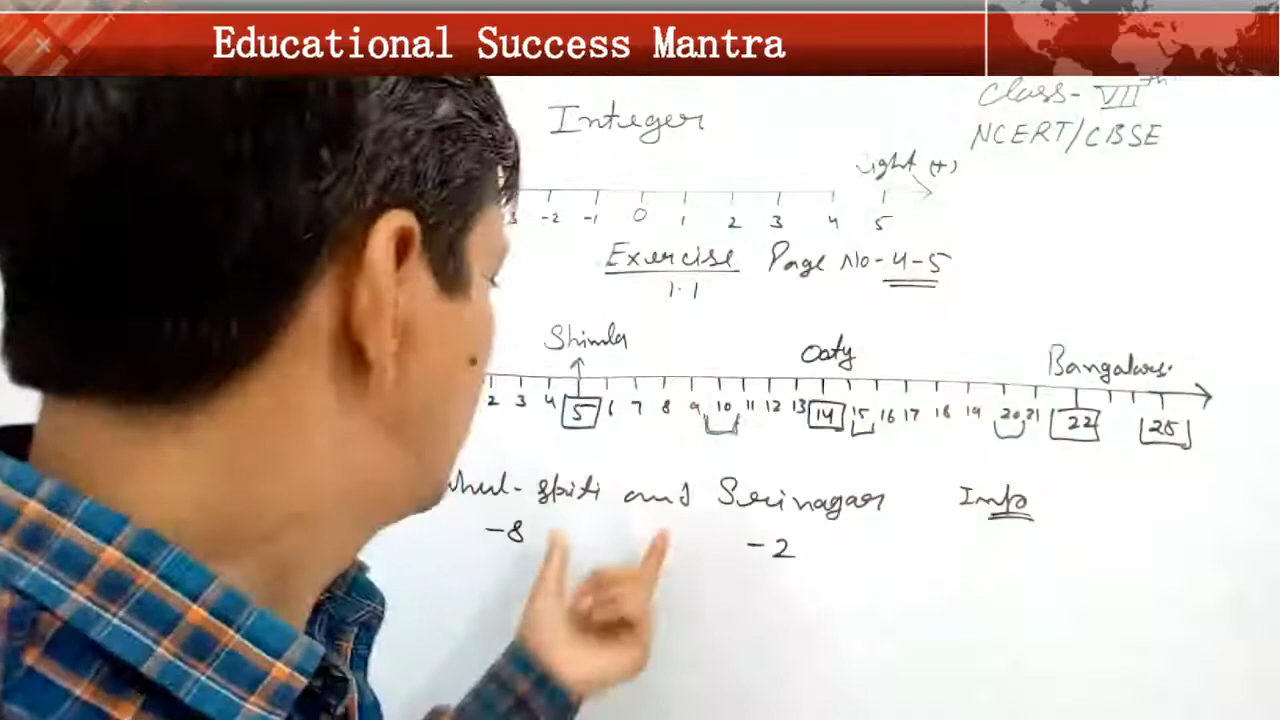 Educational Success Mantra
Class- VIIth
Integer
NCERT/CBSE
right (+)
-2 -1 0 1 2 3 4 5
Exercise Page No-4-5
1.1
Shimla Ooty Bangalore
2 3 4 5 6 7 8 9 10 11 12 13 14 15 16 17 18 19 20 21 22 25
spiti and Srinagar Info
-8 -2